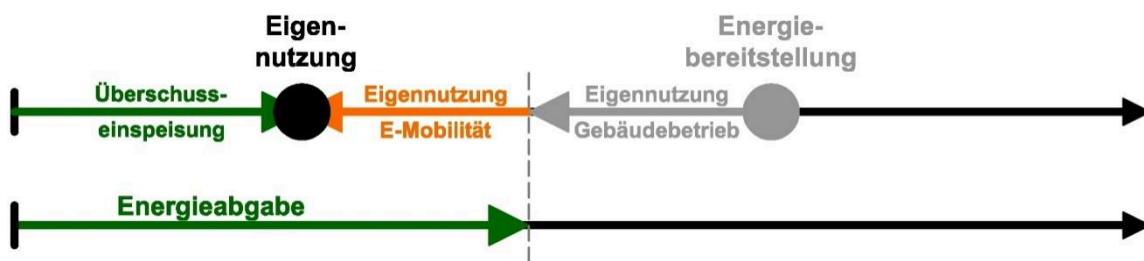 Eigen-
nutzung
Energie-
bereitstellung
Überschuss-
einspeisung
Eigennutzung
E-Mobilität
Eigennutzung
Gebäudebetrieb
Energieabgabe